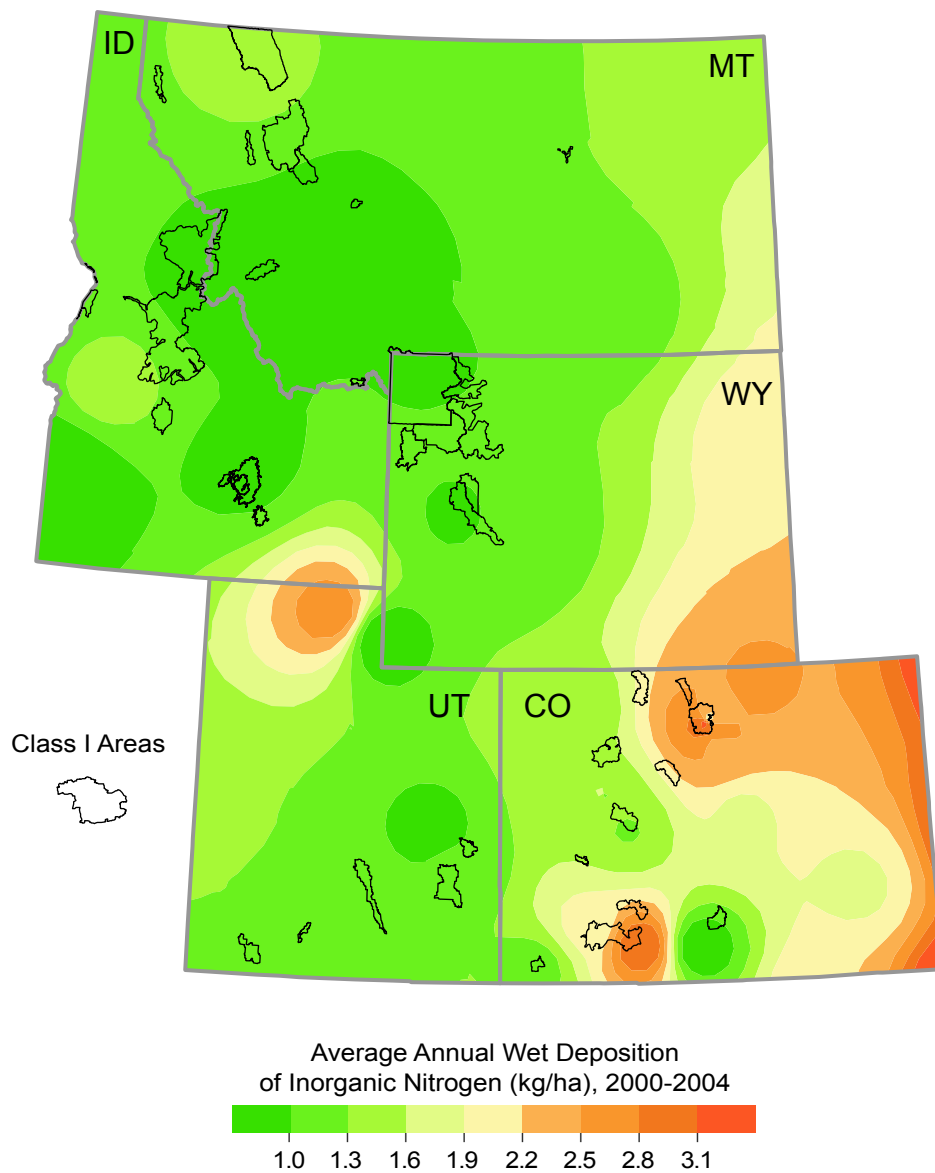 ID
MT
WY
UT
CO
Class I Areas
Average Annual Wet Deposition
of Inorganic Nitrogen (kg/ha), 2000-2004
1.0 1.3 1.6 1.9 2.2 2.5 2.8 3.1